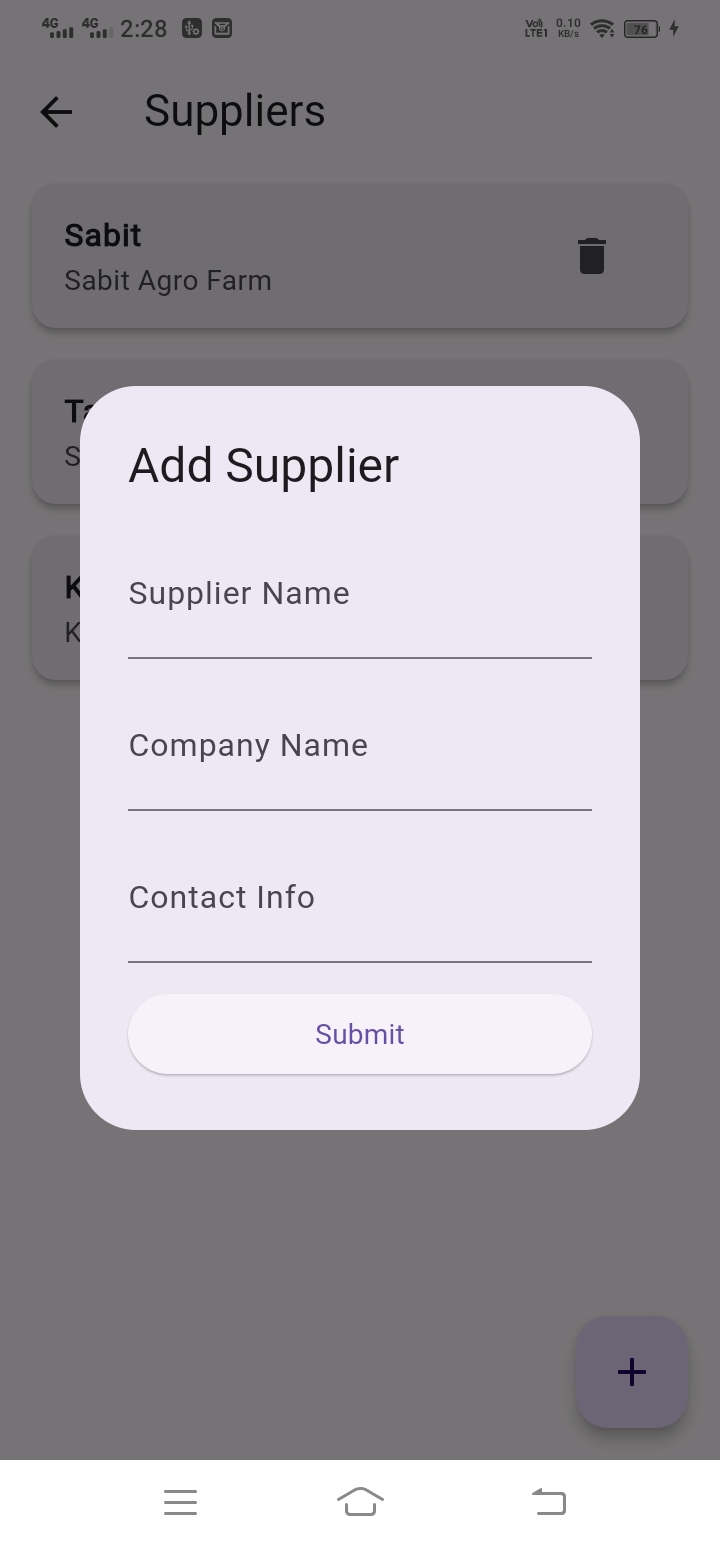 4G 4G 2:28 Vo) LTE1 0.10 KB/s 76
Suppliers
Sabit
Sabit Agro Farm
Add Supplier
Supplier Name
Company Name
Contact Info
Submit